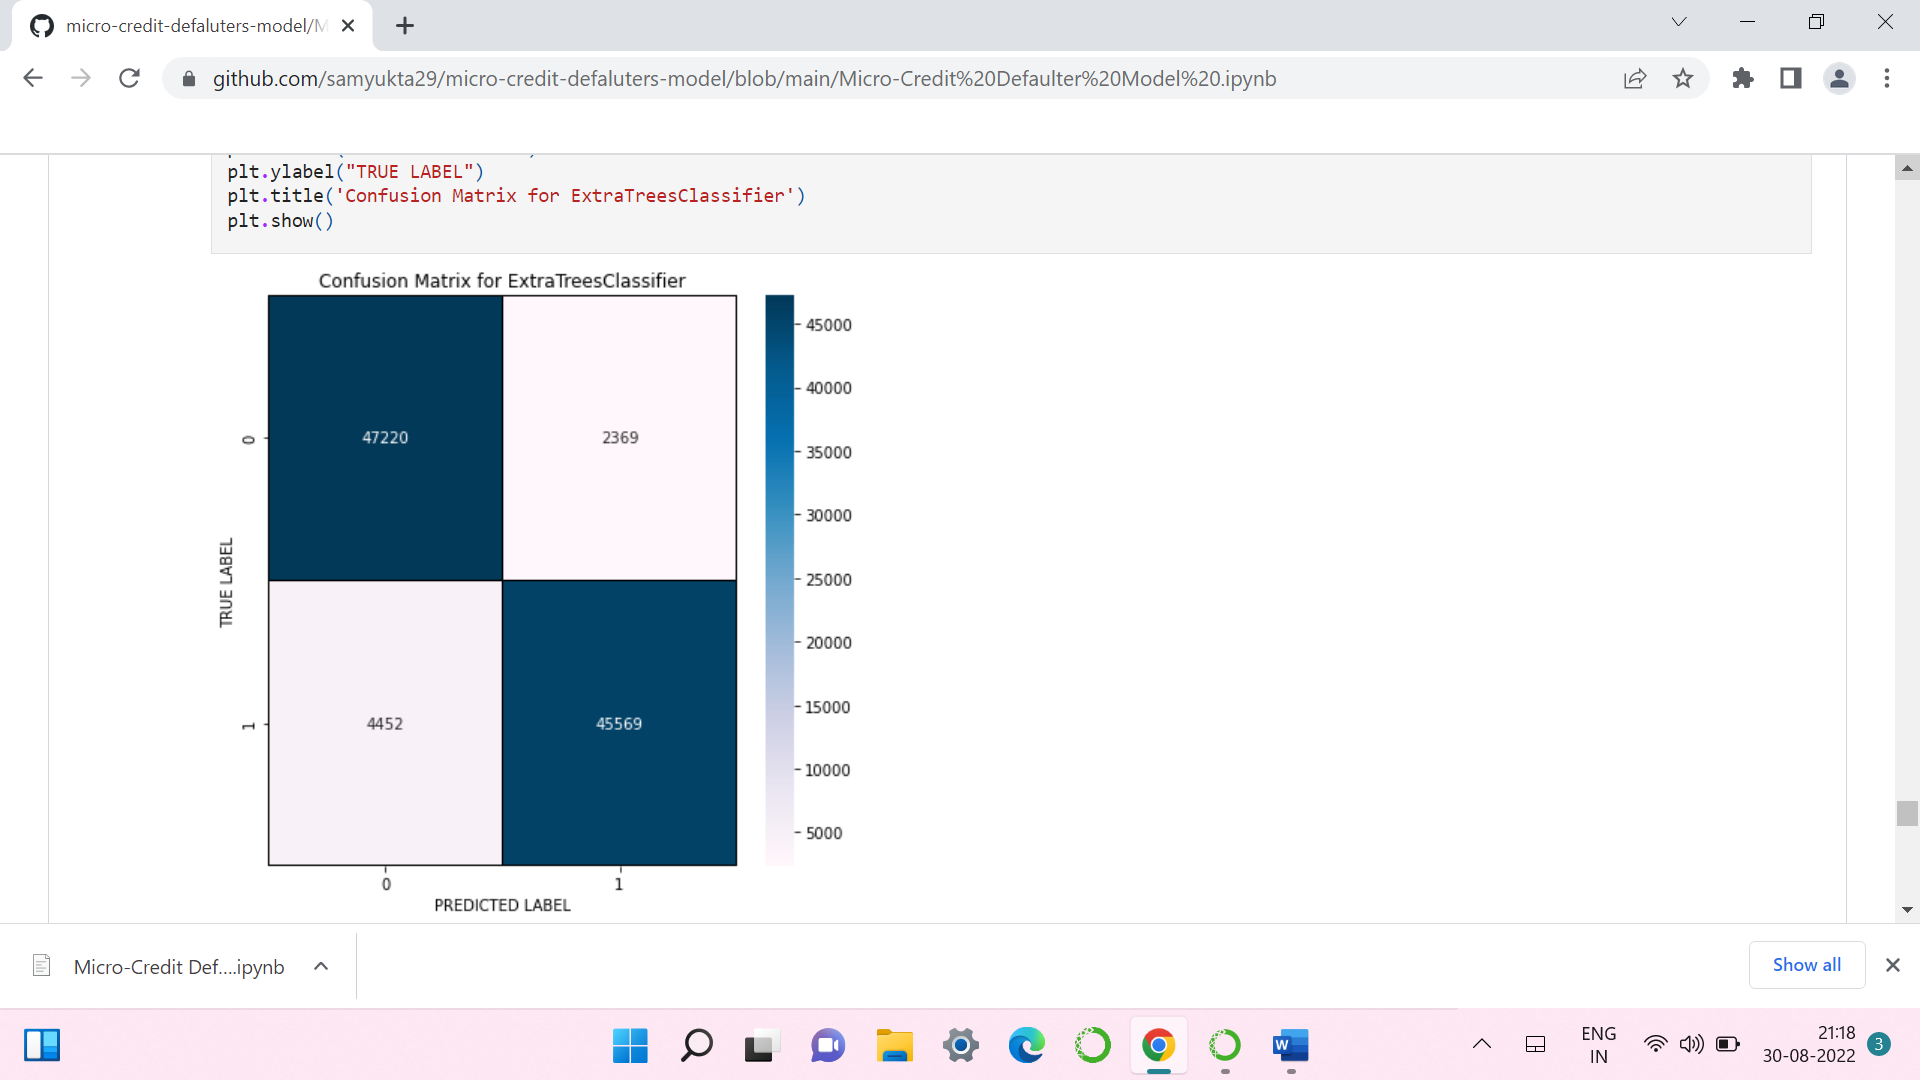 micro-credit-defaluters-model/M
github.com/samyukta29/micro-credit-defaluters-model/blob/main/Micro-Credit%20Defaulter%20Model%20.ipynb
plt.ylabel("TRUE LABEL")
plt.title('Confusion Matrix for ExtraTreesClassifier')
plt.show()
Confusion Matrix for ExtraTreesClassifier
45000
40000
35000
30000
25000
20000
15000
10000
5000
0
47220
2369
TRUE LABEL
1
4452
45569
0
1
PREDICTED LABEL
Micro-Credit Def....ipynb
Show all
W
ENG
IN
21:18
30-08-2022
3